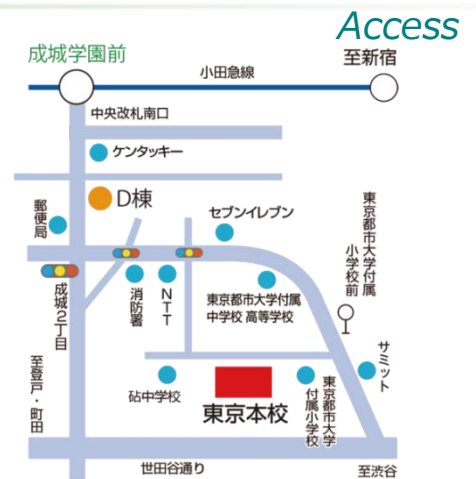 Access
成城学園前
小田急線
至新宿
中央改札南口
ケンタッキー
D棟
郵便局
セブンイレブン
東京都市大学付属
小学校前
成城2丁目
消防署
NTT
東京都市大学付属
中学校 高等学校
サミット
至登戸・町田
砧中学校
東京本校
東京都市大学
付属小学校
世田谷通り
至渋谷